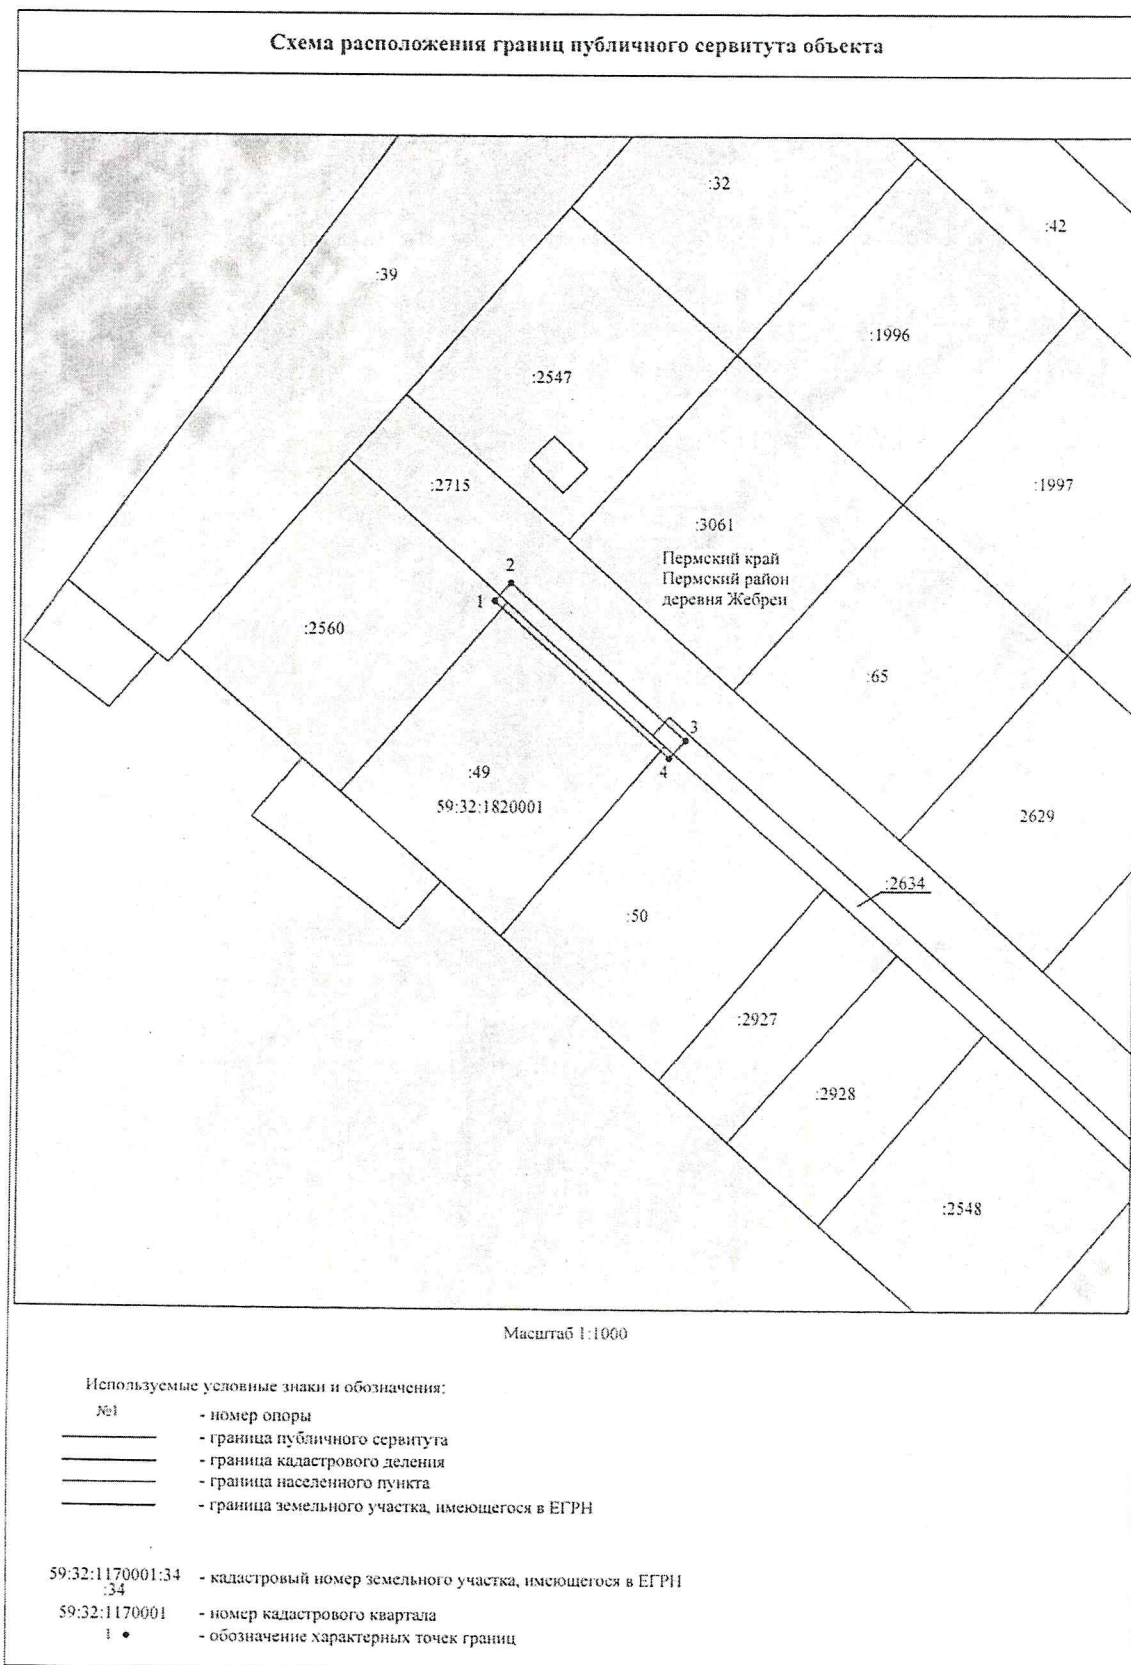 Схема расположения границ публичного сервитута объекта
:32
:42
:39
:1996
:2547
:2715
:1997
:3061
Пермский край
Пермский район
деревня Жебреи
2
1
:2560
:65
3
4
:49
59:32:1820001
2629
:2634
:50
:2927
:2928
:2548
Масштаб 1:1000
Используемые условные знаки и обозначения:
№1 - номер опоры
- граница публичного сервитута
- граница кадастрового деления
- граница населенного пункта
- граница земельного участка, имеющегося в ЕГРН
59:32:1170001:34 - кадастровый номер земельного участка, имеющегося в ЕГРН
:34
59:32:1170001 - номер кадастрового квартала
1 - обозначение характерных точек границ